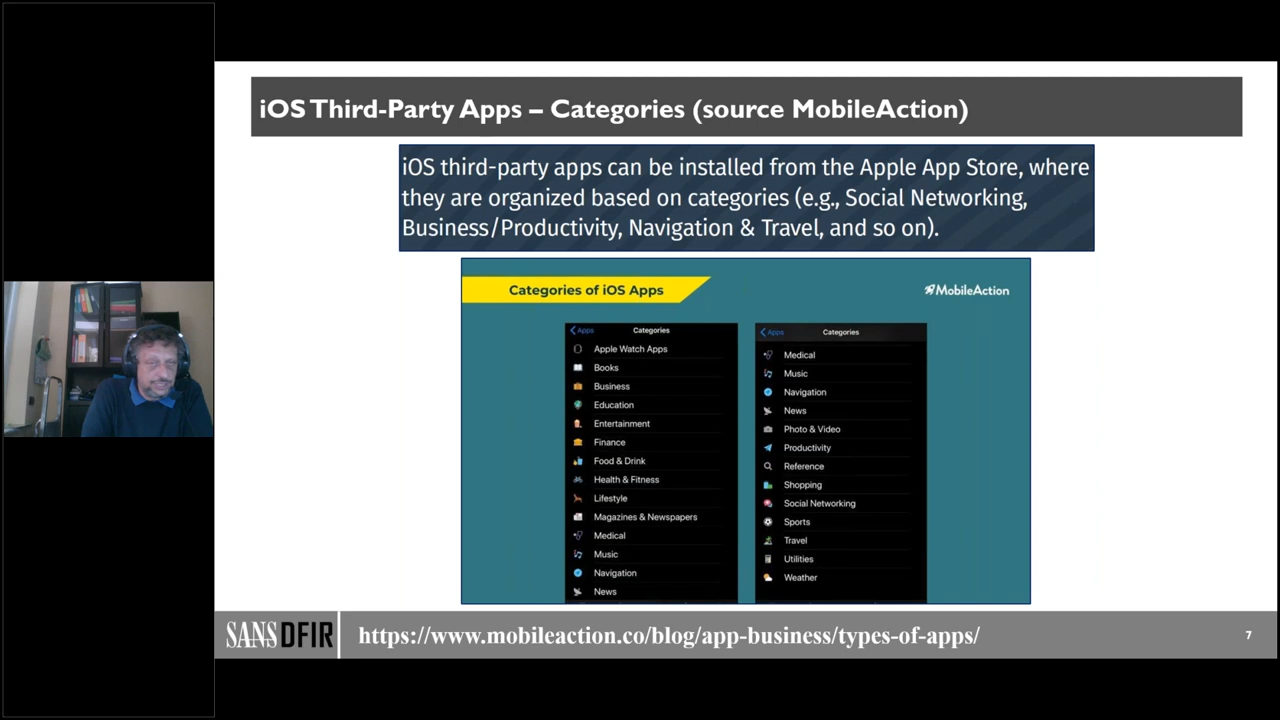 iOS Third-Party Apps – Categories (source MobileAction)
iOS third-party apps can be installed from the Apple App Store, where
they are organized based on categories (e.g., Social Networking,
Business/Productivity, Navigation & Travel, and so on).
Categories of iOS Apps
MobileAction
Apps Categories
Apple Watch Apps
Books
Business
Education
Entertainment
Finance
Food & Drink
Health & Fitness
Lifestyle
Magazines & Newspapers
Medical
Music
Navigation
News
Apps Categories
Medical
Music
Navigation
News
Photo & Video
Productivity
Reference
Shopping
Social Networking
Sports
Travel
Utilities
Weather
SANS DFIR
https://www.mobileaction.co/blog/app-business/types-of-apps/
7